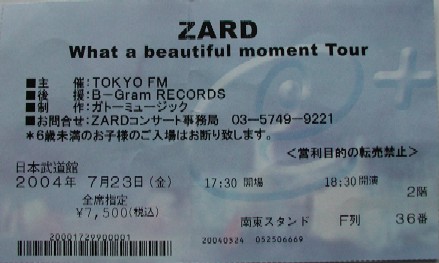 ZARD
What a beautiful moment Tour
■主　催:TOKYO FM
■後　援:B-Gram RECORDS
■制　作:ガトーミュージック
■お問合せ:ZARDコンサート事務局　03-5749-9221
*6歳未満のお子様のご入場はお断り致します。
<営利目的の転売禁止>
日本武道館
2004年 7月23日(金)　17:30 開場　18:30開演
全席指定　2階
¥7,500(税込)
南東スタンド　F列　36番
20001729900001　20040524 052506669